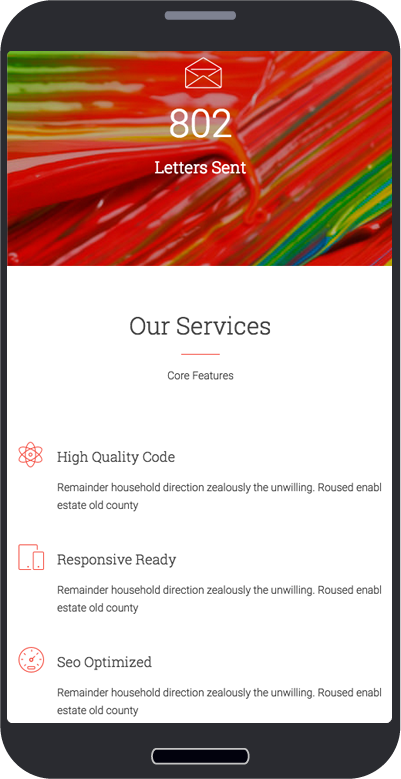 802
Letters Sent
Our Services
Core Features
High Quality Code
Remainder household direction zealously the unwilling. Roused enabl
estate old county
Responsive Ready
Remainder household direction zealously the unwilling. Roused enabl
estate old county
Seo Optimized
Remainder household direction zealously the unwilling. Roused enabl
estate old county